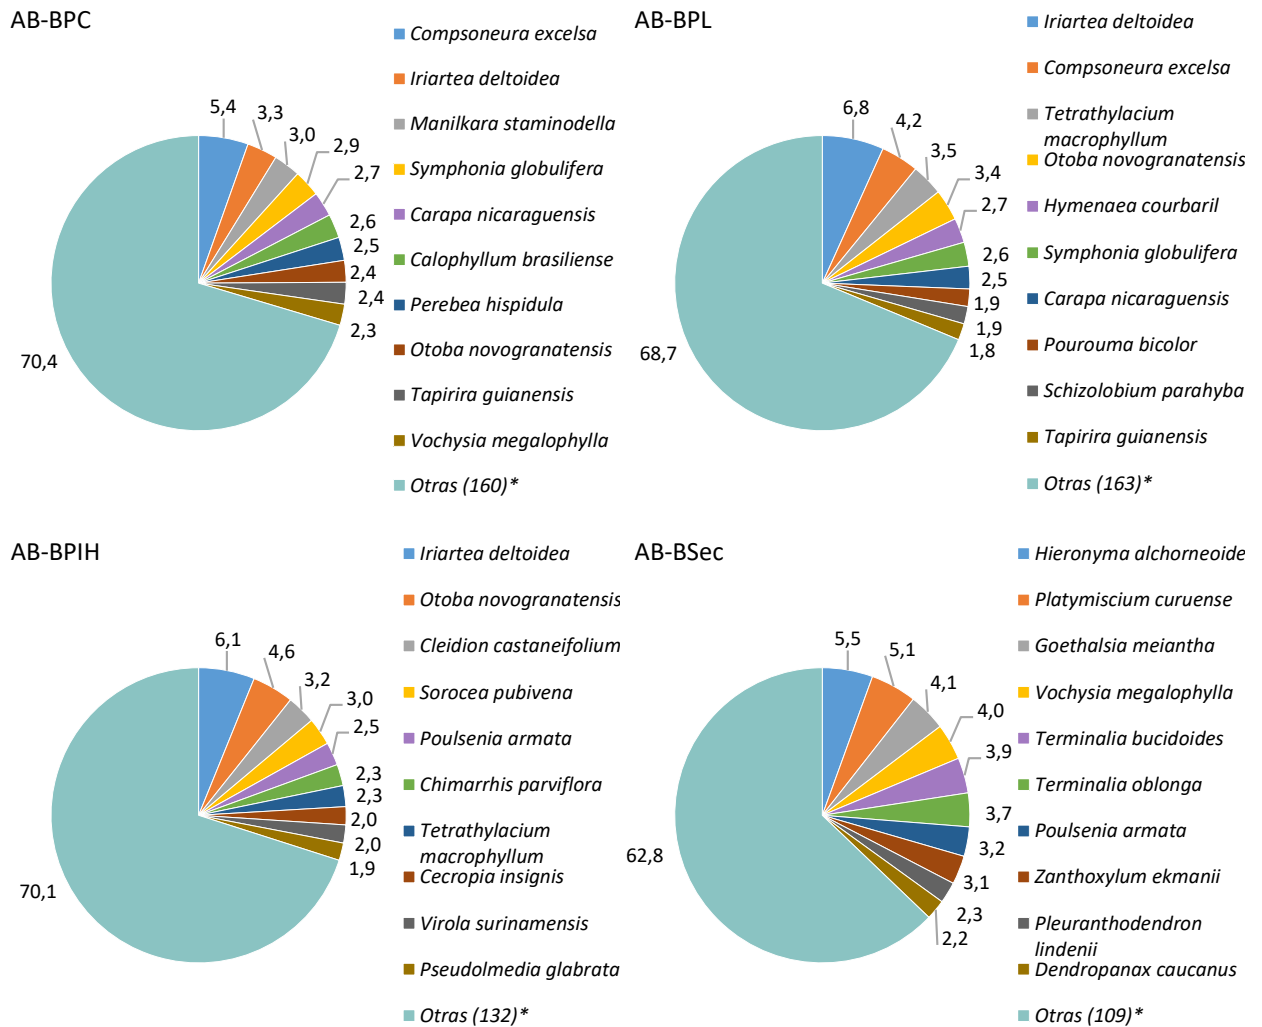 AB-BPC
5,4
3,3
3,0
2,9
2,7
2,6
2,5
2,4
2,4
2,3
70,4
Compsoneura excelsa
Iriartea deltoidea
Manilkara staminodella
Symphonia globulifera
Carapa nicaraguensis
Calophyllum brasiliense
Perebea hispidula
Otoba novogranatensis
Tapirira guianensis
Vochysia megalophylla
Otras (160)*
AB-BPL
6,8
4,2
3,5
3,4
2,7
2,6
2,5
1,9
1,9
1,8
68,7
Iriartea deltoidea
Compsoneura excelsa
Tetrathylacium
macrophyllum
Otoba novogranatensis
Hymenaea courbaril
Symphonia globulifera
Carapa nicaraguensis
Pourouma bicolor
Schizolobium parahyba
Tapirira guianensis
Otras (163)*
AB-BPIH
6,1
4,6
3,2
3,0
2,5
2,3
2,3
2,0
2,0
1,9
70,1
Iriartea deltoidea
Otoba novogranatensis
Cleidion castaneifolium
Sorocea pubivena
Poulsenia armata
Chimarrhis parviflora
Tetrathylacium
macrophyllum
Cecropia insignis
Virola surinamensis
Pseudolmedia glabrata
Otras (132)*
AB-BSec
5,5
5,1
4,1
4,0
3,9
3,7
3,2
3,1
2,3
2,2
62,8
Hieronyma alchorneoide
Platymiscium curuense
Goethalsia meiantha
Vochysia megalophylla
Terminalia bucidoides
Terminalia oblonga
Poulsenia armata
Zanthoxylum ekmanii
Pleuranthodendron
lindenii
Dendropanax caucanus
Otras (109)*